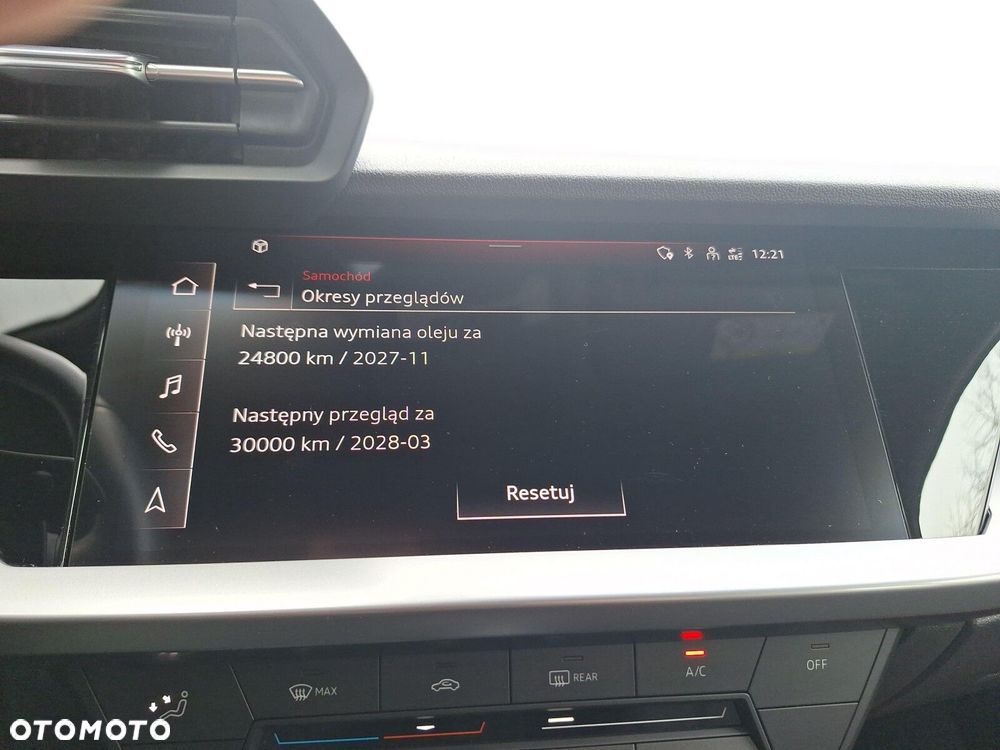 12:21
Samochód
Okresy przeglądów
Następna wymiana oleju za
24800 km / 2027-11
Następny przegląd za
30000 km / 2028-03
Resetuj
MAX
REAR
A/C
OFF
OTOMOTO